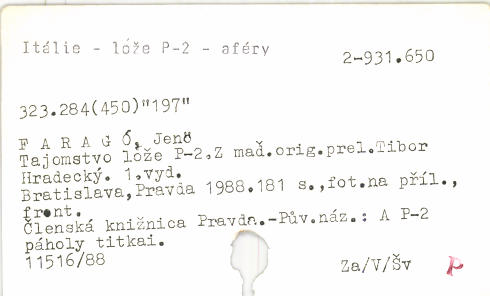 Itálie - lóže P-2 - aféry
2-931.650
323.284(450)"197"
F A R A G Ó, Jenö
Tajomstvo lóže P-2.Z maď.orig.prel.Tibor
Hradecký. 1.vyd.
Bratislava,Pravda 1988.181 s.,fot.na příl.,
front.
Členská knižnica Pravda.-Pův.náz.: A P-2
páholy titkai.
11516/88
Za/V/Šv p